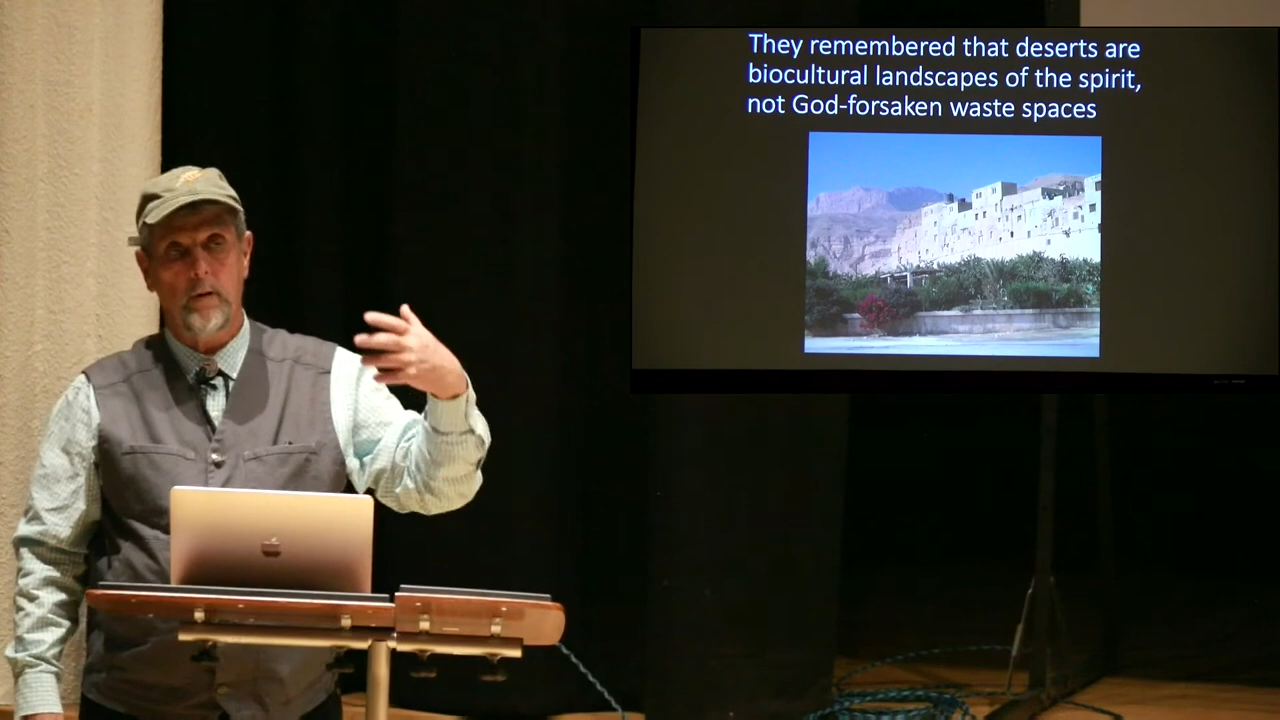 They remembered that deserts are
biocultural landscapes of the spirit,
not God-forsaken waste spaces